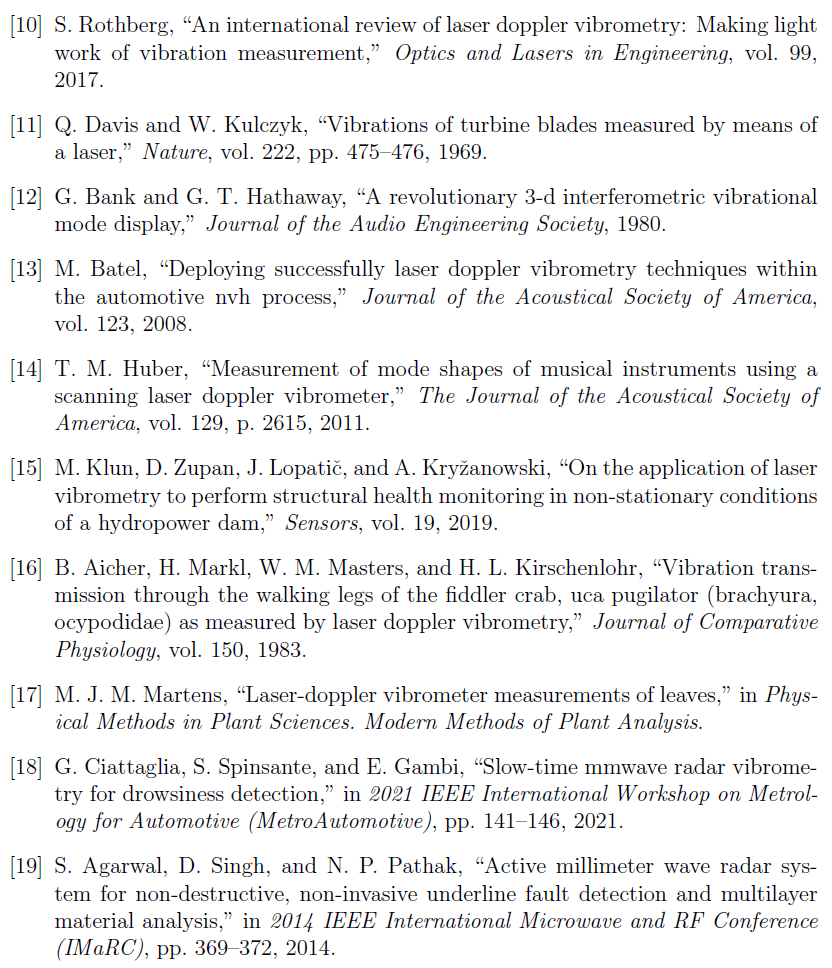 [10] S. Rothberg, “An international review of laser doppler vibrometry: Making light
work of vibration measurement,” Optics and Lasers in Engineering, vol. 99,
2017.
[11] Q. Davis and W. Kulczyk, “Vibrations of turbine blades measured by means of
a laser,” Nature, vol. 222, pp. 475–476, 1969.
[12] G. Bank and G. T. Hathaway, “A revolutionary 3-d interferometric vibrational
mode display,” Journal of the Audio Engineering Society, 1980.
[13] M. Batel, “Deploying successfully laser doppler vibrometry techniques within
the automotive nvh process,” Journal of the Acoustical Society of America,
vol. 123, 2008.
[14] T. M. Huber, “Measurement of mode shapes of musical instruments using a
scanning laser doppler vibrometer,” The Journal of the Acoustical Society of
America, vol. 129, p. 2615, 2011.
[15] M. Klun, D. Zupan, J. Lopatič, and A. Kryžanowski, “On the application of laser
vibrometry to perform structural health monitoring in non-stationary conditions
of a hydropower dam,” Sensors, vol. 19, 2019.
[16] B. Aicher, H. Markl, W. M. Masters, and H. L. Kirschenlohr, “Vibration trans-
mission through the walking legs of the fiddler crab, uca pugilator (brachyura,
ocypodidae) as measured by laser doppler vibrometry,” Journal of Comparative
Physiology, vol. 150, 1983.
[17] M. J. M. Martens, “Laser-doppler vibrometer measurements of leaves,” in Phys-
ical Methods in Plant Sciences. Modern Methods of Plant Analysis.
[18] G. Ciattaglia, S. Spinsante, and E. Gambi, “Slow-time mmwave radar vibrome-
try for drowsiness detection,” in 2021 IEEE International Workshop on Metrol-
ogy for Automotive (MetroAutomotive), pp. 141–146, 2021.
[19] S. Agarwal, D. Singh, and N. P. Pathak, “Active millimeter wave radar sys-
tem for non-destructive, non-invasive underline fault detection and multilayer
material analysis,” in 2014 IEEE International Microwave and RF Conference
(IMaRC), pp. 369–372, 2014.